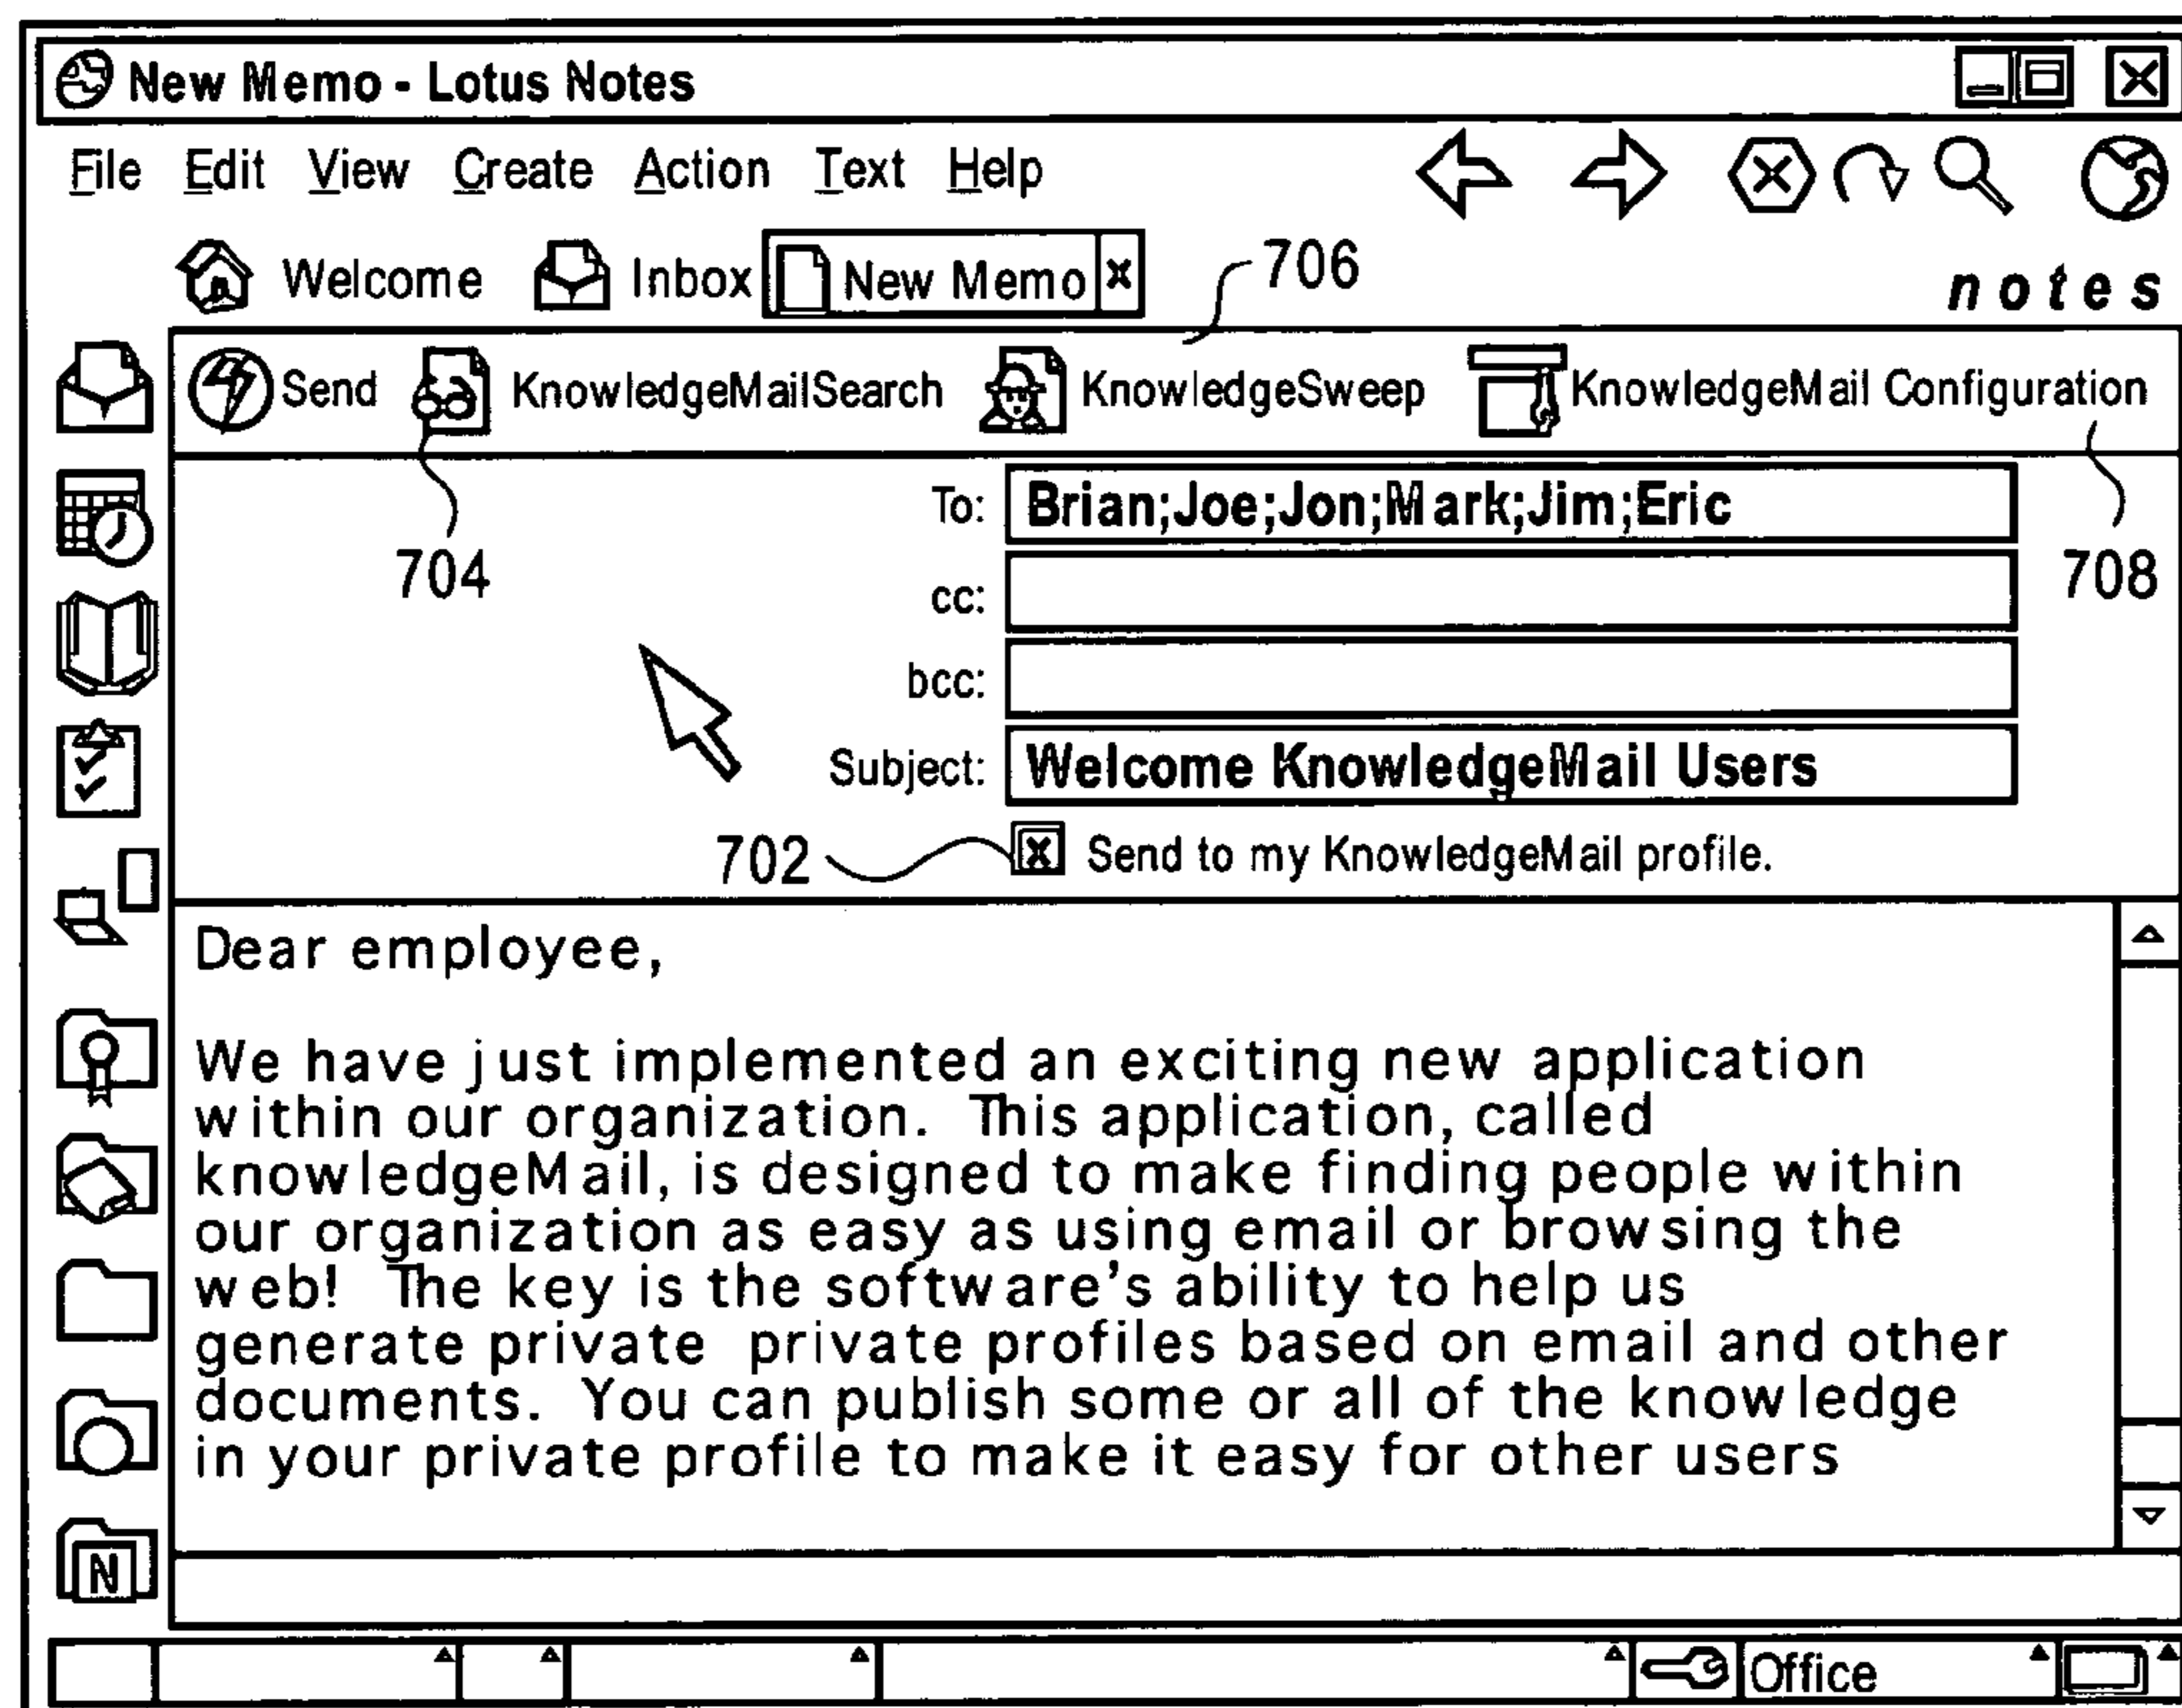 New Memo - Lotus Notes
File Edit View Create Action Text Help
Welcome Inbox New Memo x 706
notes
Send KnowledgeMailSearch KnowledgeSweep KnowledgeMail Configuration
To: Brian;Joe;Jon;Mark;Jim;Eric
704 cc: 708
bcc:
Subject: Welcome KnowledgeMail Users
702 x Send to my KnowledgeMail profile.
Dear employee,
We have just implemented an exciting new application
within our organization. This application, called
knowledgeMail, is designed to make finding people within
our organization as easy as using email or browsing the
web! The key is the software's ability to help us
generate private private profiles based on email and other
documents. You can publish some or all of the knowledge
in your private profile to make it easy for other users
N
Office